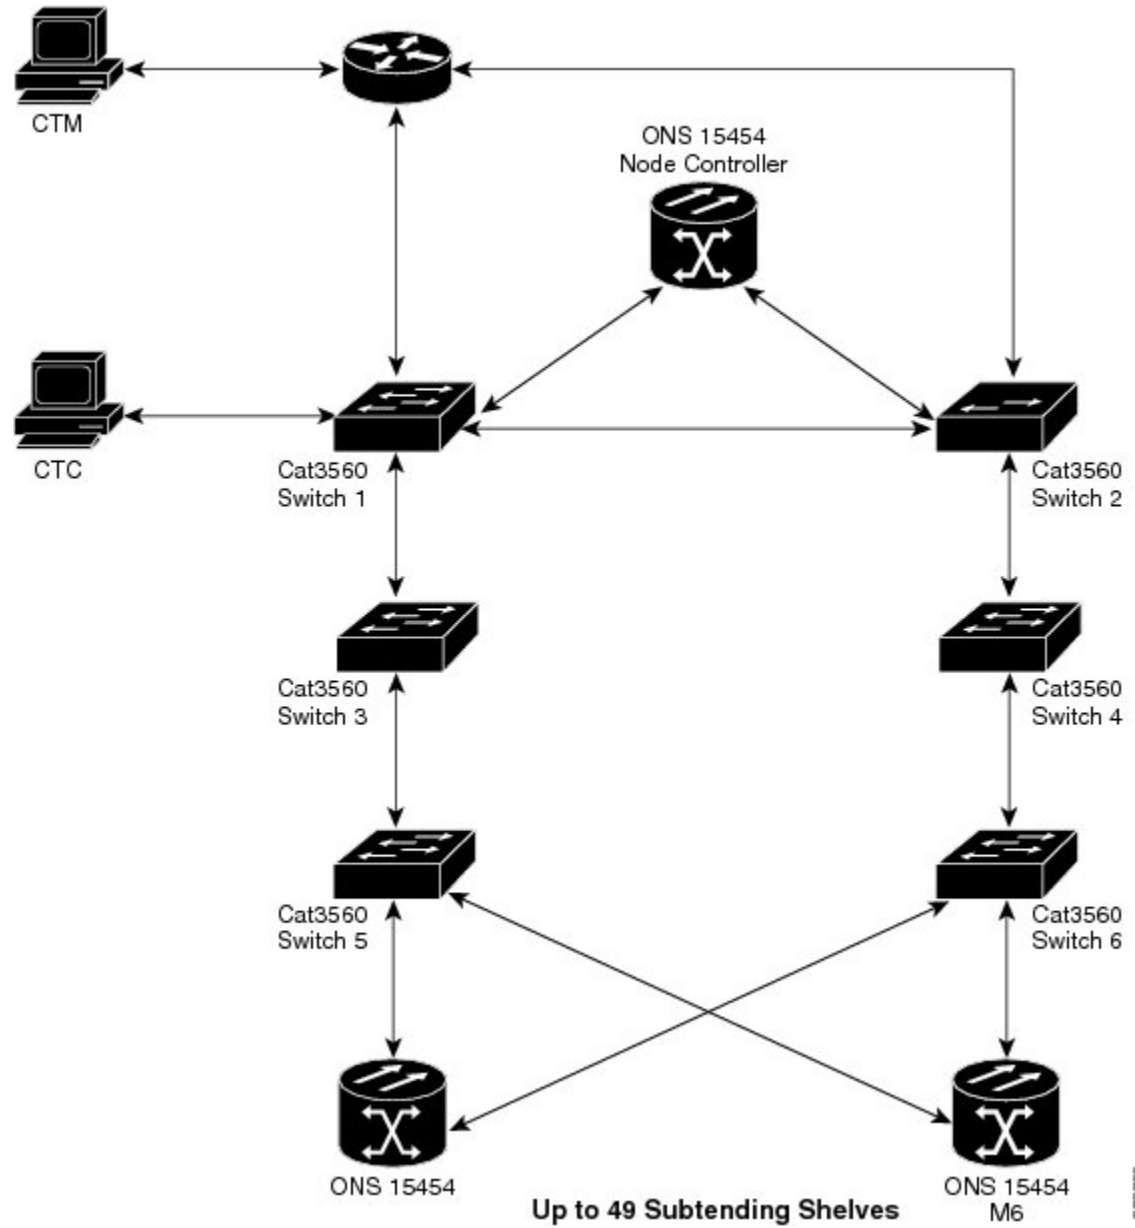 CTM
ONS 15454
Node Controller
CTC
Cat3560
Switch 1
Cat3560
Switch 2
Cat3560
Switch 3
Cat3560
Switch 4
Cat3560
Switch 5
Cat3560
Switch 6
ONS 15454
Up to 49 Subtending Shelves
ONS 15454
M6